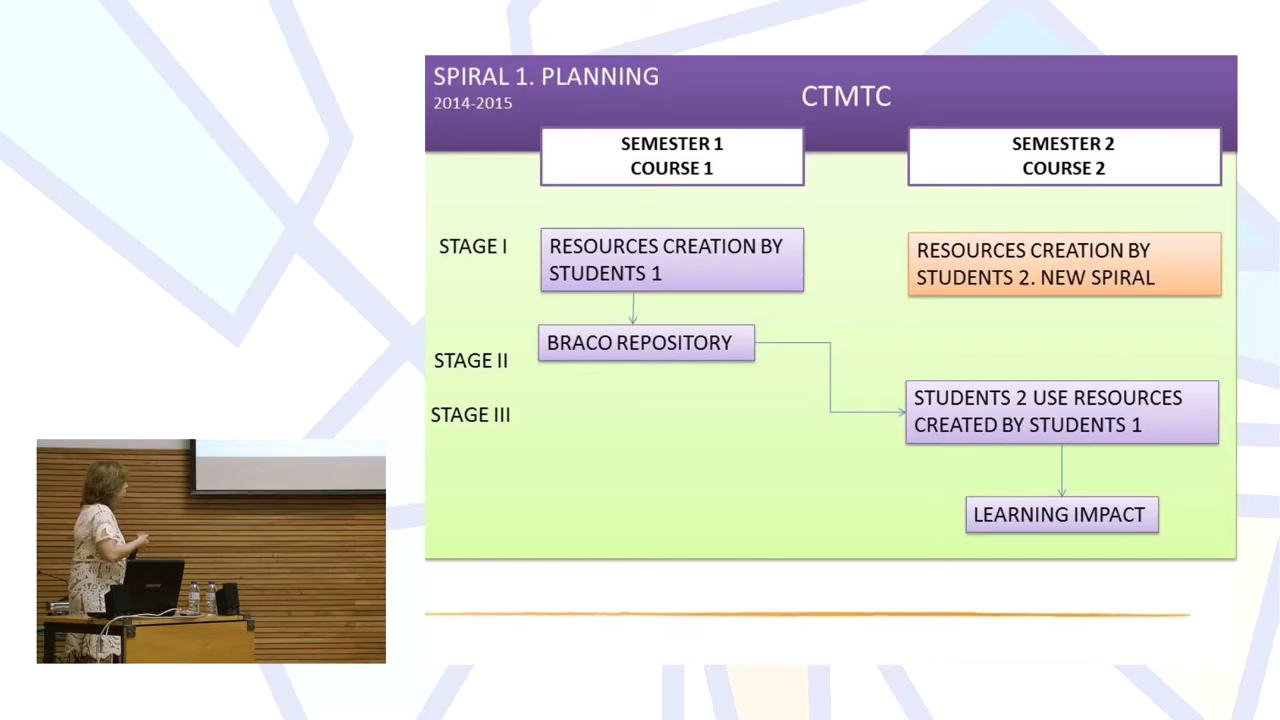 SPIRAL 1. PLANNING
2014-2015
CTMTC
SEMESTER 1
COURSE 1
SEMESTER 2
COURSE 2
STAGE I
RESOURCES CREATION BY
STUDENTS 1
RESOURCES CREATION BY
STUDENTS 2. NEW SPIRAL
BRACO REPOSITORY
STAGE II
STUDENTS 2 USE RESOURCES
CREATED BY STUDENTS 1
STAGE III
LEARNING IMPACT